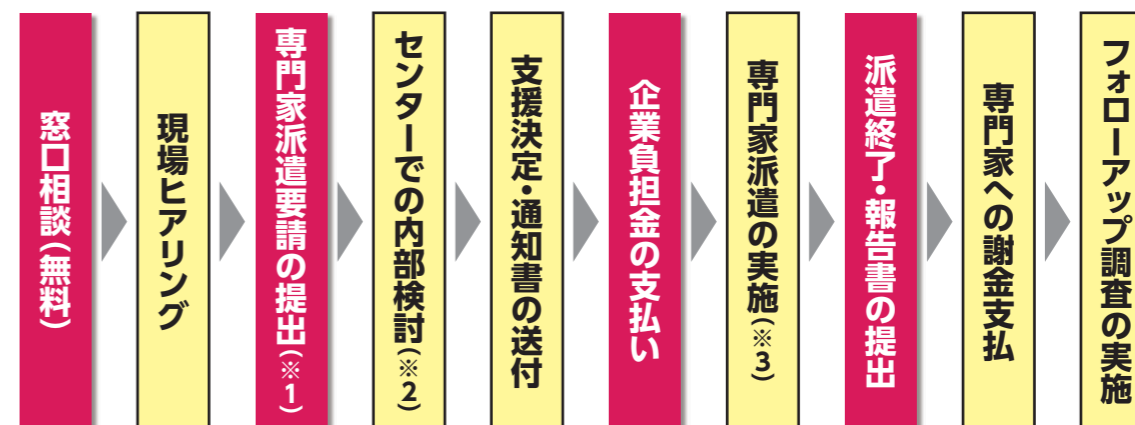 窓口相談(無料)
現場ヒアリング
専門家派遣要請の提出(※1)
センターでの内部検討(※2)
支援決定・通知書の送付
企業負担金の支払い
専門家派遣の実施(※3)
派遣終了・報告書の提出
専門家への謝金支払
フォローアップ調査の実施